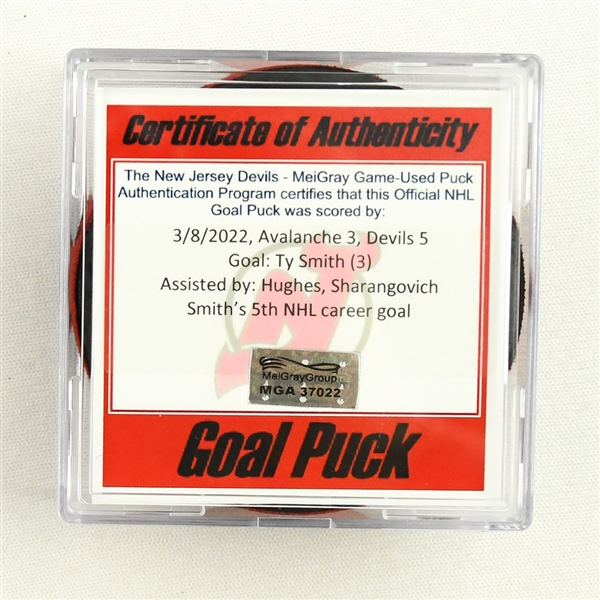 Certificate of Authenticity
The New Jersey Devils - MeiGray Game-Used Puck
Authentication Program certifies that this Official NHL
Goal Puck was scored by:
3/8/2022, Avalanche 3, Devils 5
Goal: Ty Smith (3)
Assisted by: Hughes, Sharangovich
Smith's 5th NHL career goal
MeiGrayGroup
MGA 37022
Goal Puck